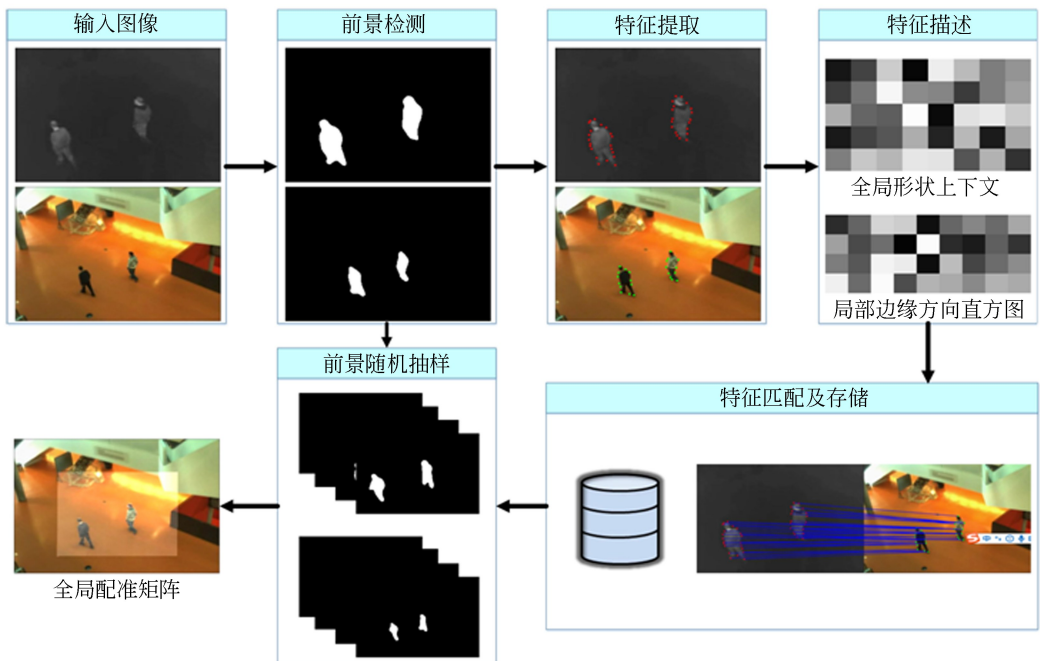 输入图像
前景检测
特征提取
特征描述
全局形状上下文
局部边缘方向直方图
前景随机抽样
特征匹配及存储
中
全局配准矩阵